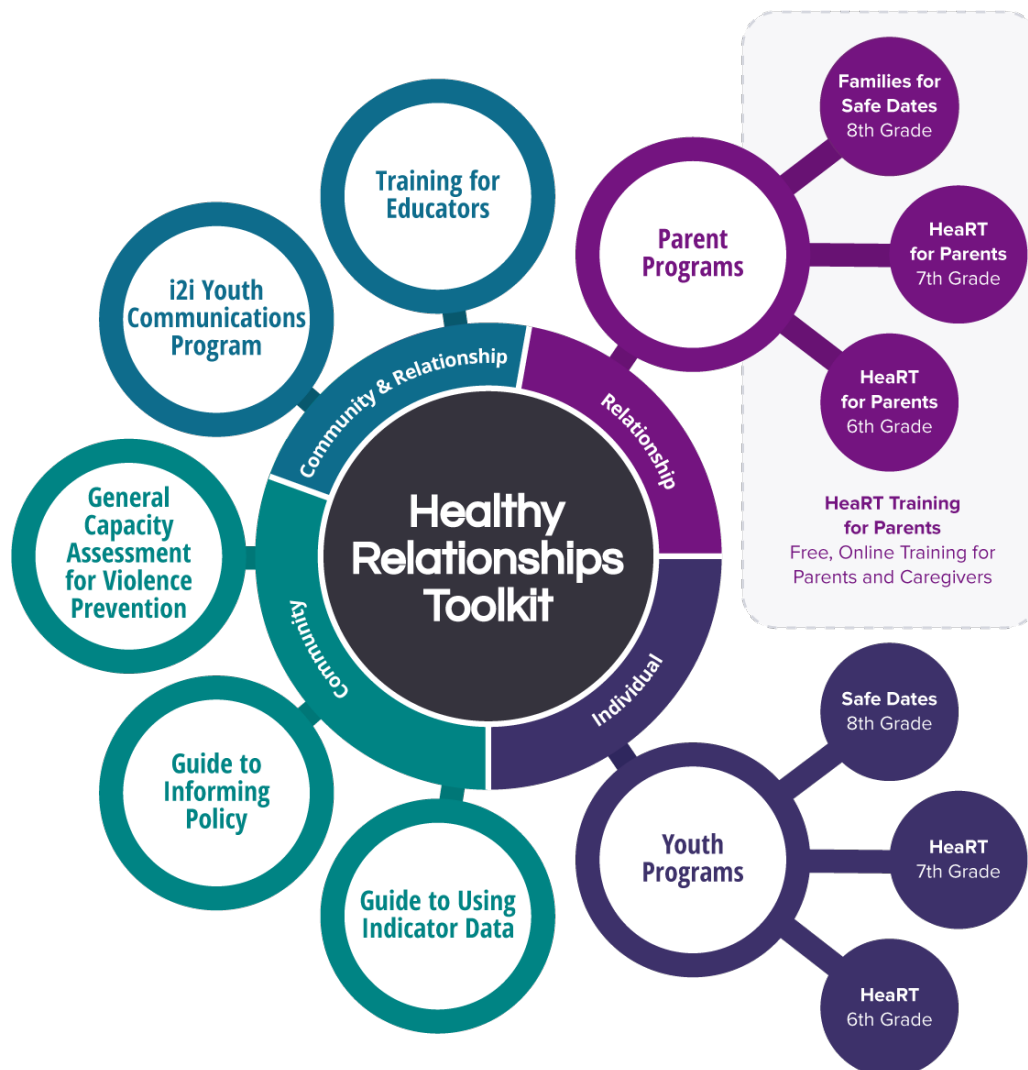 Healthy
Relationships
Toolkit
Community & Relationship
Relationship
Individual
Community
Training for
Educators
i2i Youth
Communications
Program
General
Capacity
Assessment
for Violence
Prevention
Guide to
Informing
Policy
Guide to Using
Indicator Data
Parent
Programs
Families for
Safe Dates
8th Grade
HeaRT
for Parents
7th Grade
HeaRT
for Parents
6th Grade
HeaRT Training
for Parents
Free, Online Training for
Parents and Caregivers
Youth
Programs
Safe Dates
8th Grade
HeaRT
7th Grade
HeaRT
6th Grade